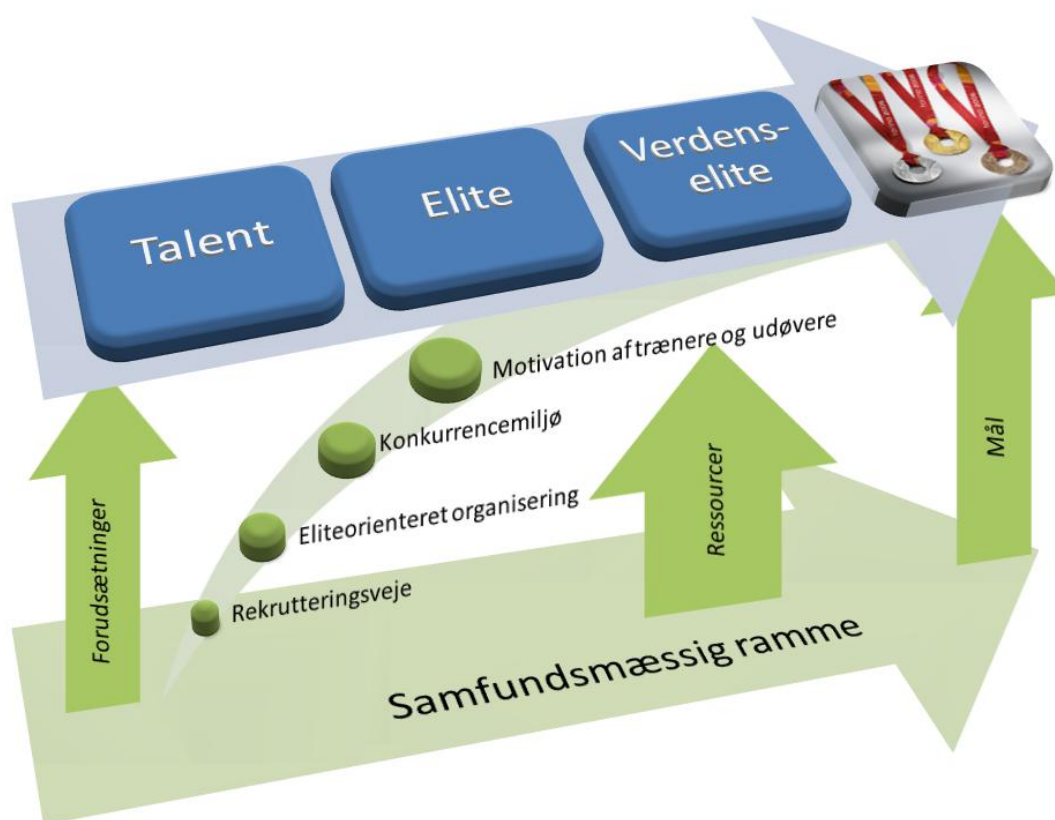 Talent
Elite
Verdens-
elite
Motivation af trænere og udøvere
Konkurrencemiljø
Eliteorienteret organisering
Rekrutteringsveje
Forudsætninger
Ressourcer
Mål
Samfundsmæssig ramme